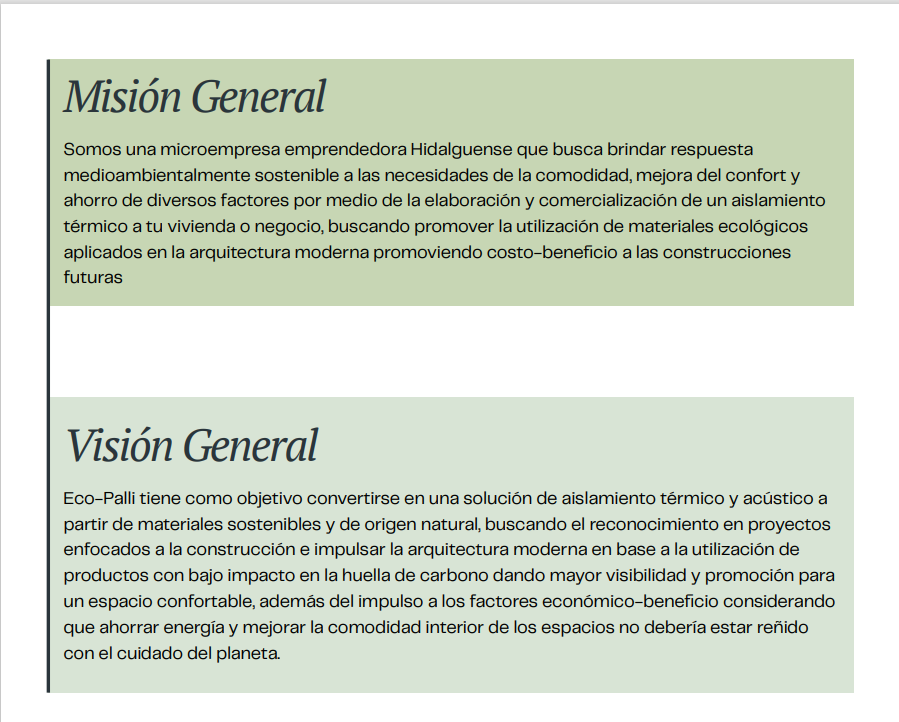 Misión General
Somos una microempresa emprendedora Hidalguense que busca brindar respuesta
medioambientalmente sostenible a las necesidades de la comodidad, mejora del confort y
ahorro de diversos factores por medio de la elaboración y comercialización de un aislamiento
térmico a tu vivienda o negocio, buscando promover la utilización de materiales ecológicos
aplicados en la arquitectura moderna promoviendo costo-beneficio a las construcciones
futuras
Visión General
Eco-Palli tiene como objetivo convertirse en una solución de aislamiento térmico y acústico a
partir de materiales sostenibles y de origen natural, buscando el reconocimiento en proyectos
enfocados a la construcción e impulsar la arquitectura moderna en base a la utilización de
productos con bajo impacto en la huella de carbono dando mayor visibilidad y promoción para
un espacio confortable, además del impulso a los factores económico-beneficio considerando
que ahorrar energía y mejorar la comodidad interior de los espacios no debería estar reñido
con el cuidado del planeta.